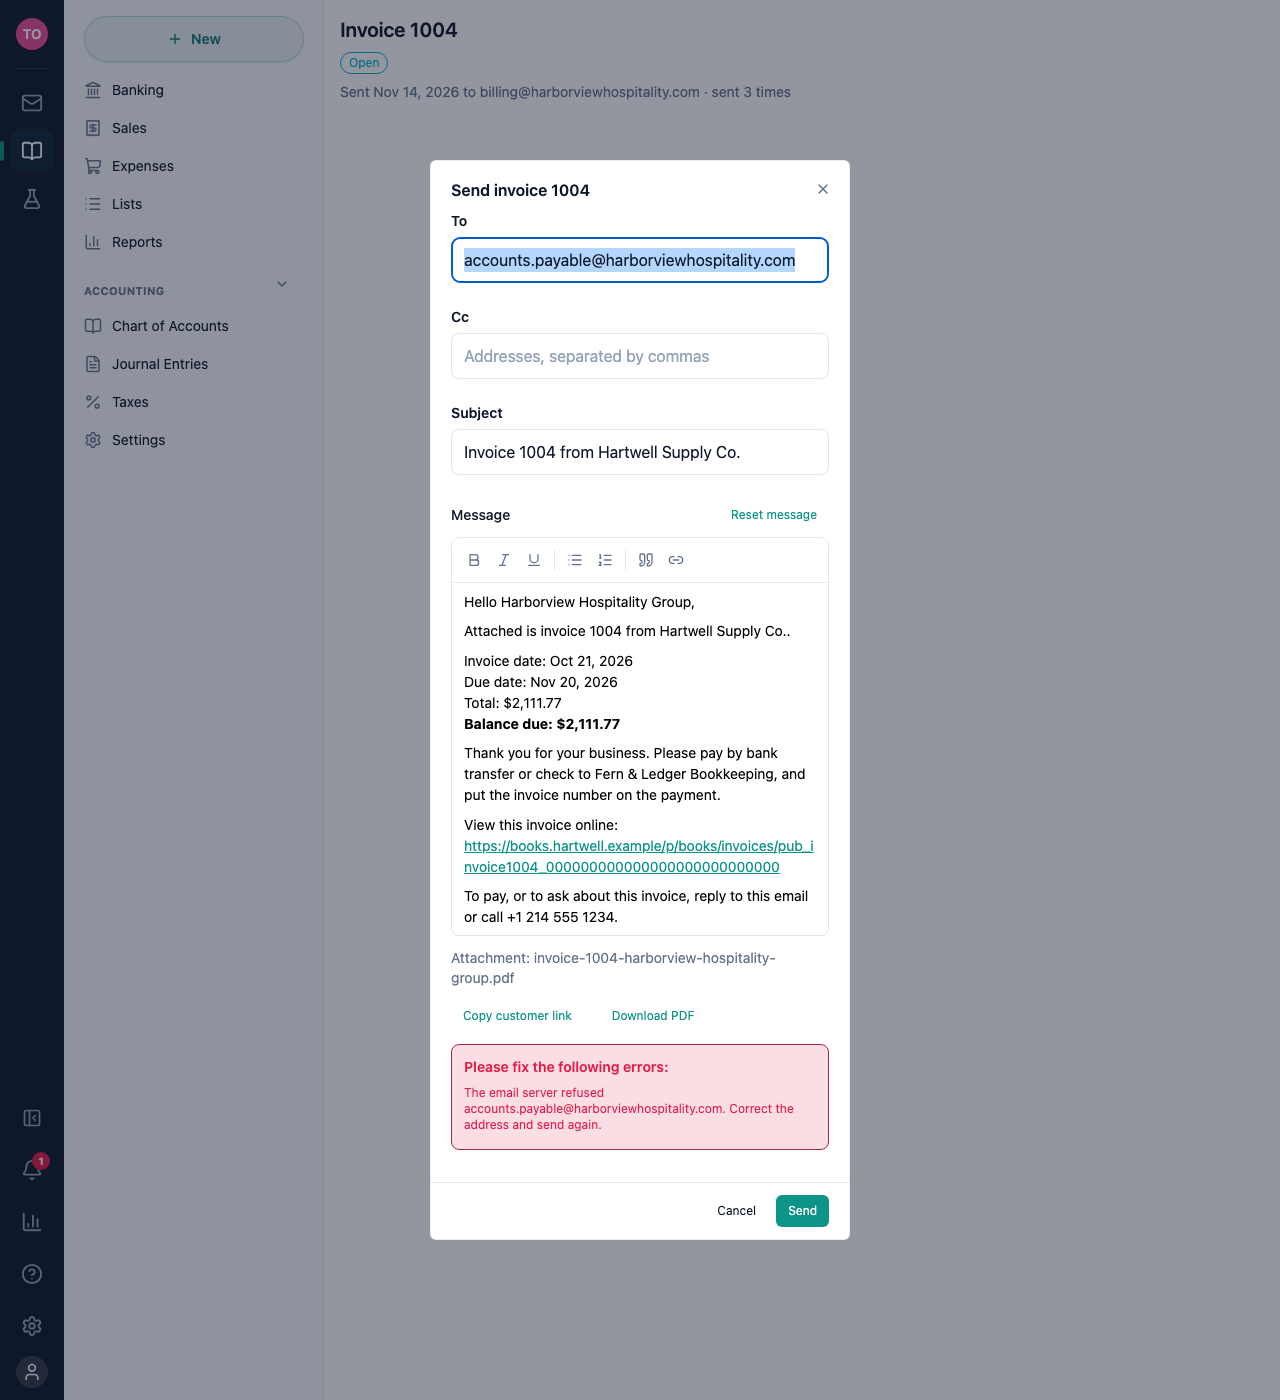 TO
New
Banking
Sales
Expenses
Lists
Reports
ACCOUNTING
Chart of Accounts
Journal Entries
Taxes
Settings
1
Invoice 1004
Open
Sent Nov 14, 2026 to billing@harborviewhospitality.com · sent 3 times
Send invoice 1004
To
accounts.payable@harborviewhospitality.com
Cc
Addresses, separated by commas
Subject
Invoice 1004 from Hartwell Supply Co.
Message
Reset message
Hello Harborview Hospitality Group,
Attached is invoice 1004 from Hartwell Supply Co..
Invoice date: Oct 21, 2026
Due date: Nov 20, 2026
Total: $2,111.77
Balance due: $2,111.77
Thank you for your business. Please pay by bank
transfer or check to Fern & Ledger Bookkeeping, and
put the invoice number on the payment.
View this invoice online:
https://books.hartwell.example/p/books/invoices/pub_i
nvoice1004_000000000000000000000000000
To pay, or to ask about this invoice, reply to this email
or call +1 214 555 1234.
Attachment: invoice-1004-harborview-hospitality-
group.pdf
Copy customer link
Download PDF
Please fix the following errors:
The email server refused
accounts.payable@harborviewhospitality.com. Correct the
address and send again.
Cancel
Send